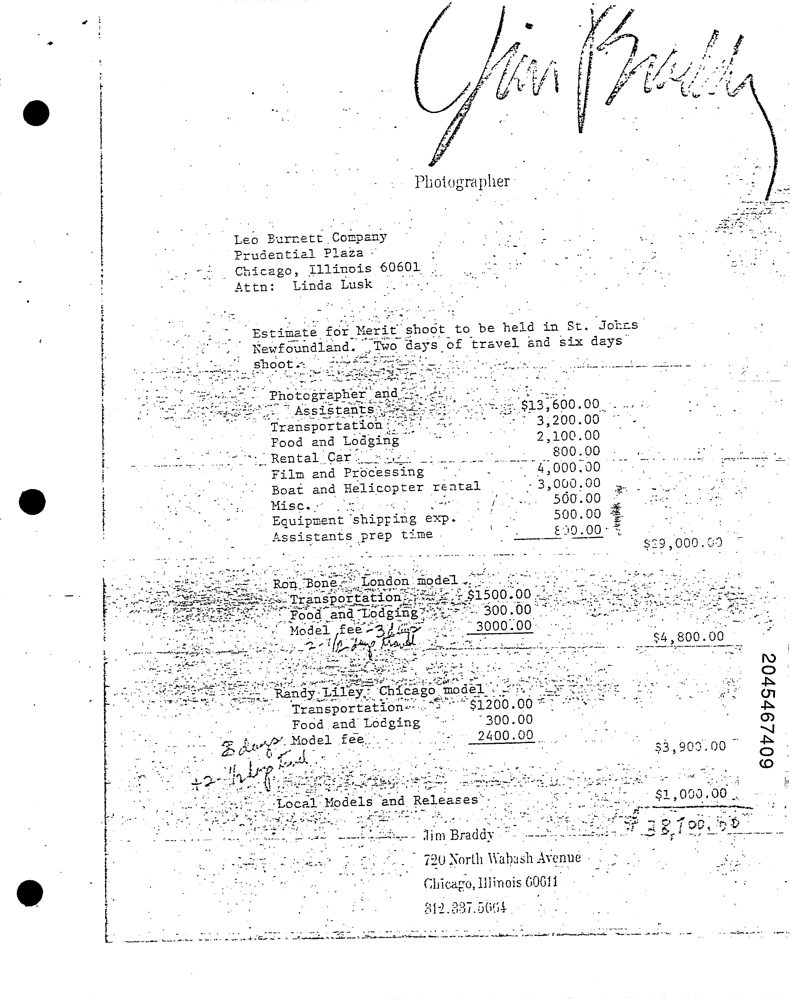 Jim Braddy
Photographer
Leo Burnett Company
Prudential Plaza
Chicago, Illinois 60601
Attn: Linda Lusk
Estimate for Merit shoot to be held in St. Johns
Newfoundland. Two days of travel and six days
shoot.
Photographer and
Assistants $13,600.00
Transportation 3,200.00
Food and Lodging 2,100.00
Rental Car 800.00
Film and Processing 4,000.00
Boat and Helicopter rental 3,000.00
Misc. 500.00
Equipment shipping exp. 500.00
Assistants prep time 800.00
$29,000.00
Ron Bone London model
Transportation $1500.00
Food and Lodging 300.00
Model fee - 3 days 3000.00
2 - 1/2 day travel
$4,800.00
Randy Liley Chicago model
Transportation $1200.00
Food and Lodging 300.00
Model fee 2400.00
days
+2 - 1/2 day travel
$3,900.00
Local Models and Releases $1,000.00
$38,700.00
Jim Braddy
720 North Wabash Avenue
Chicago, Illinois 60611
312.337.5664
2045467409